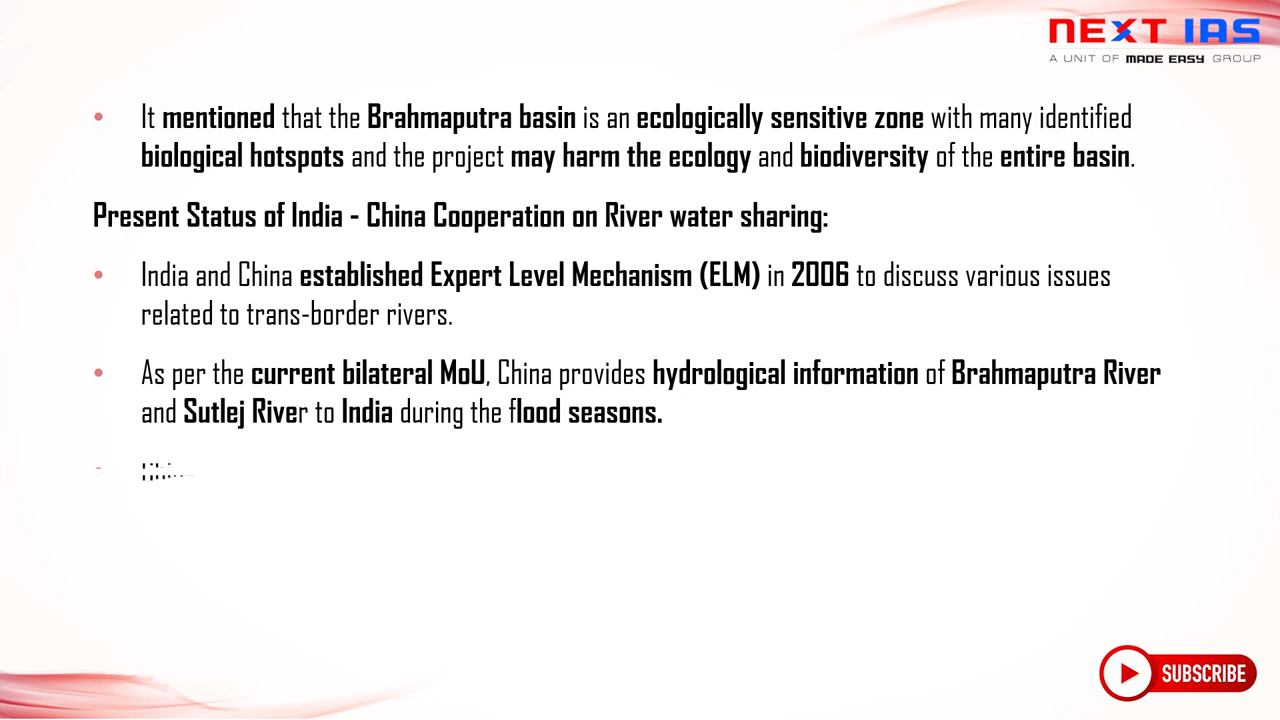 NEXT IAS
A UNIT OF MADE EASY GROUP
• It mentioned that the Brahmaputra basin is an ecologically sensitive zone with many identified
biological hotspots and the project may harm the ecology and biodiversity of the entire basin.
Present Status of India - China Cooperation on River water sharing:
• India and China established Expert Level Mechanism (ELM) in 2006 to discuss various issues
related to trans-border rivers.
• As per the current bilateral MoU, China provides hydrological information of Brahmaputra River
and Sutlej River to India during the flood seasons.
SUBSCRIBE